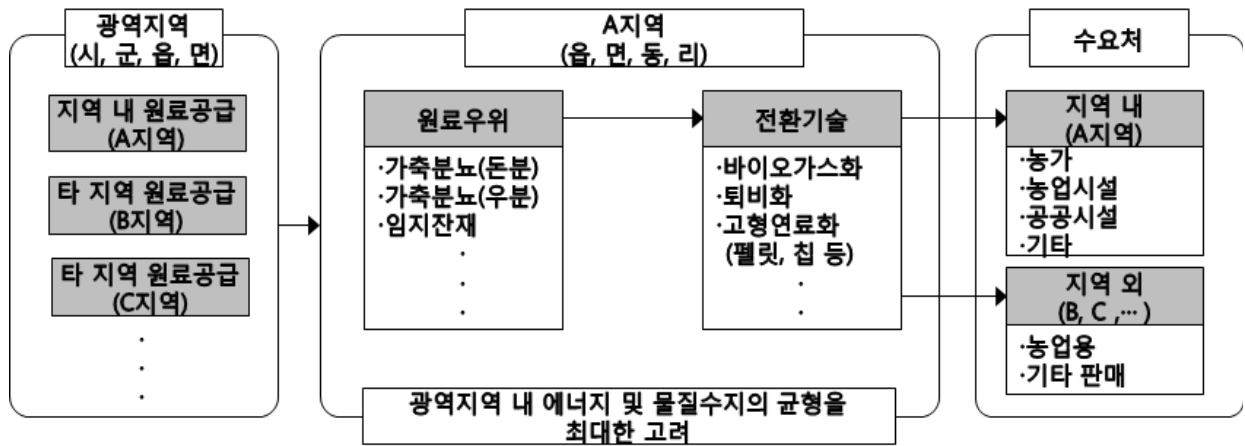 광역지역
(시, 군, 읍, 면)
지역 내 원료공급
(A지역)
타 지역 원료공급
(B지역)
타 지역 원료공급
(C지역)
·
·
·
A지역
(읍, 면, 동, 리)
원료우위
·가축분뇨(돈분)
·가축분뇨(우분)
·임지잔재
·
·
·
전환기술
·바이오가스화
·퇴비화
·고형연료화
(펠릿, 칩 등)
·
·
광역지역 내 에너지 및 물질수지의 균형을
최대한 고려
수요처
지역 내
(A지역)
·농가
·농업시설
·공공시설
·기타
지역 외
(B, C ,⋯ )
·농업용
·기타 판매